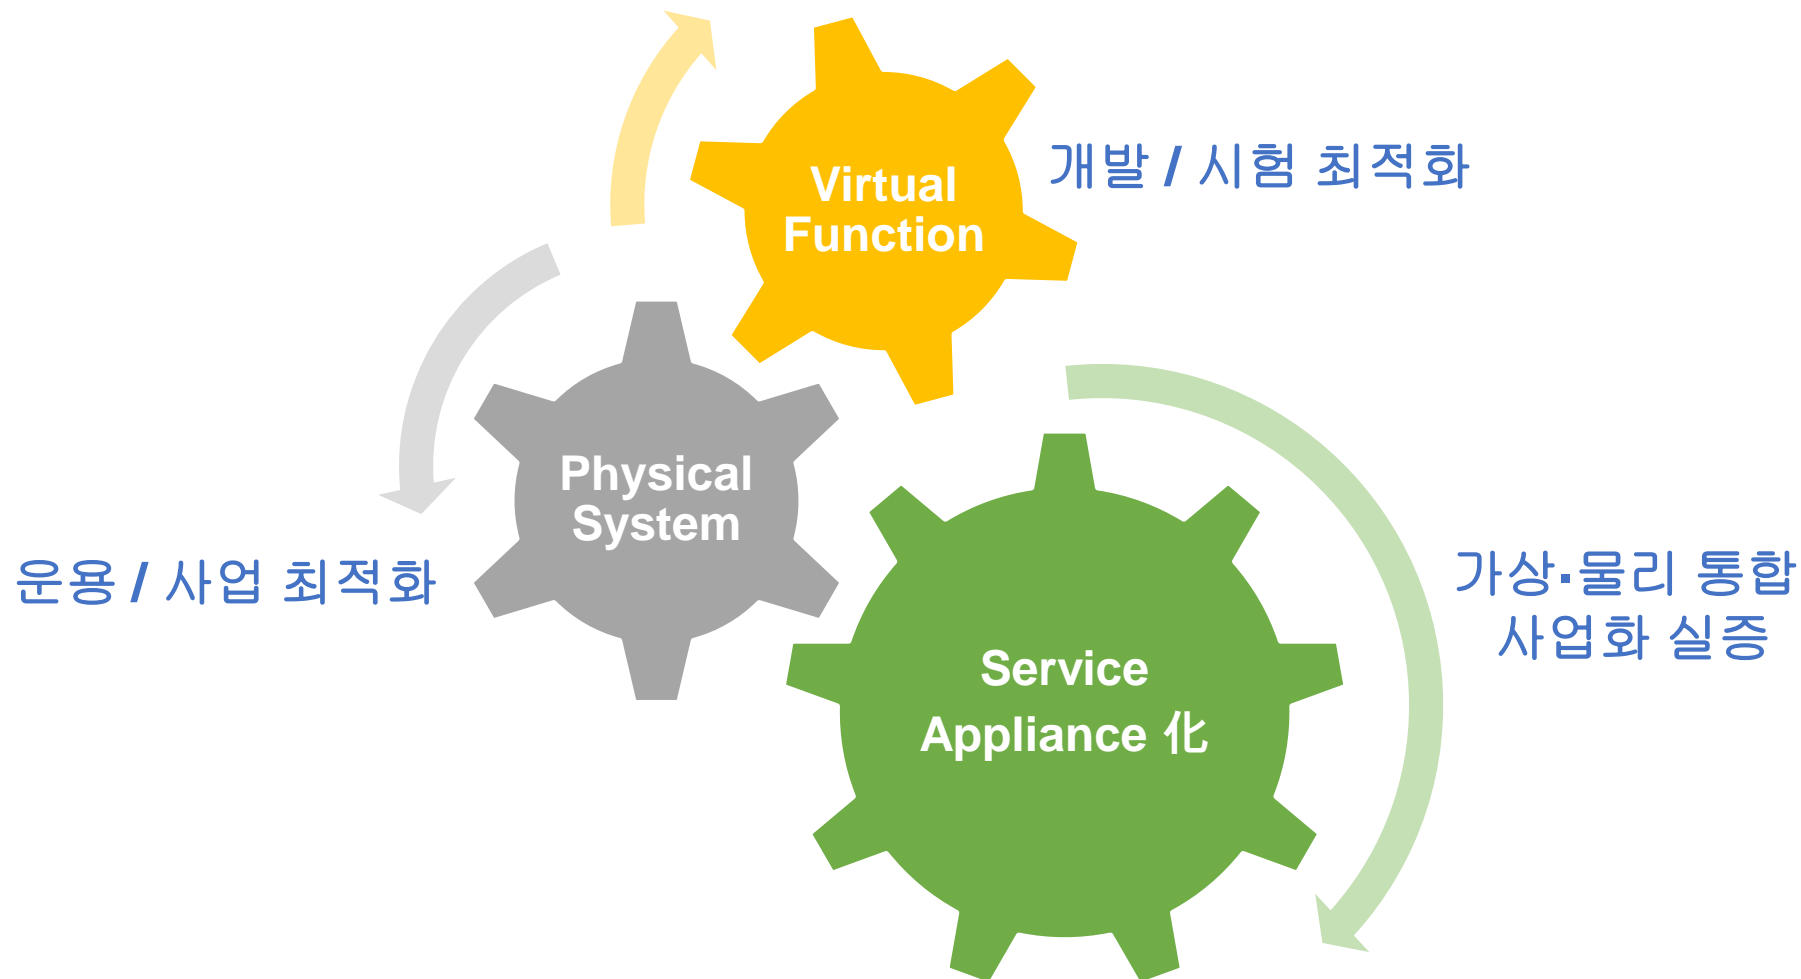 Virtual
Function
개발 / 시험 최적화
Physical
System
운용 / 사업 최적화
Service
Appliance 化
가상·물리 통합
사업화 실증